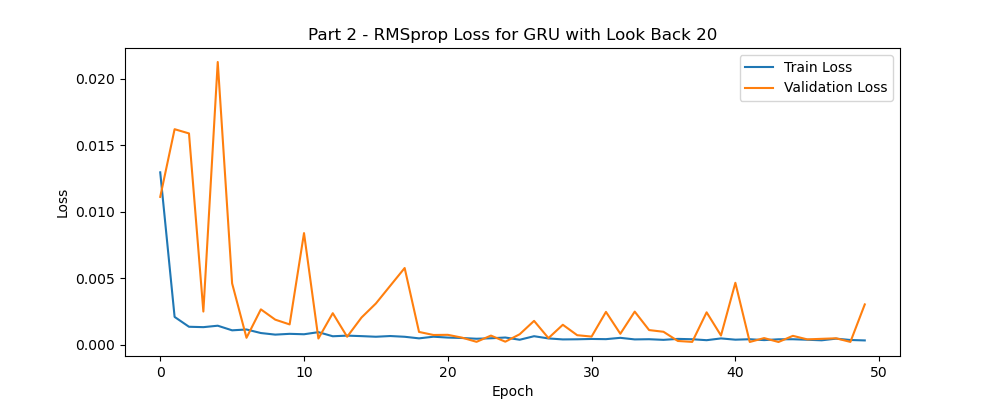 Part 2 - RMSprop Loss for GRU with Look Back 20
Train Loss
Validation Loss
0.020
0.015
0.010
0.005
0.000
Loss
0 10 20 30 40 50
Epoch